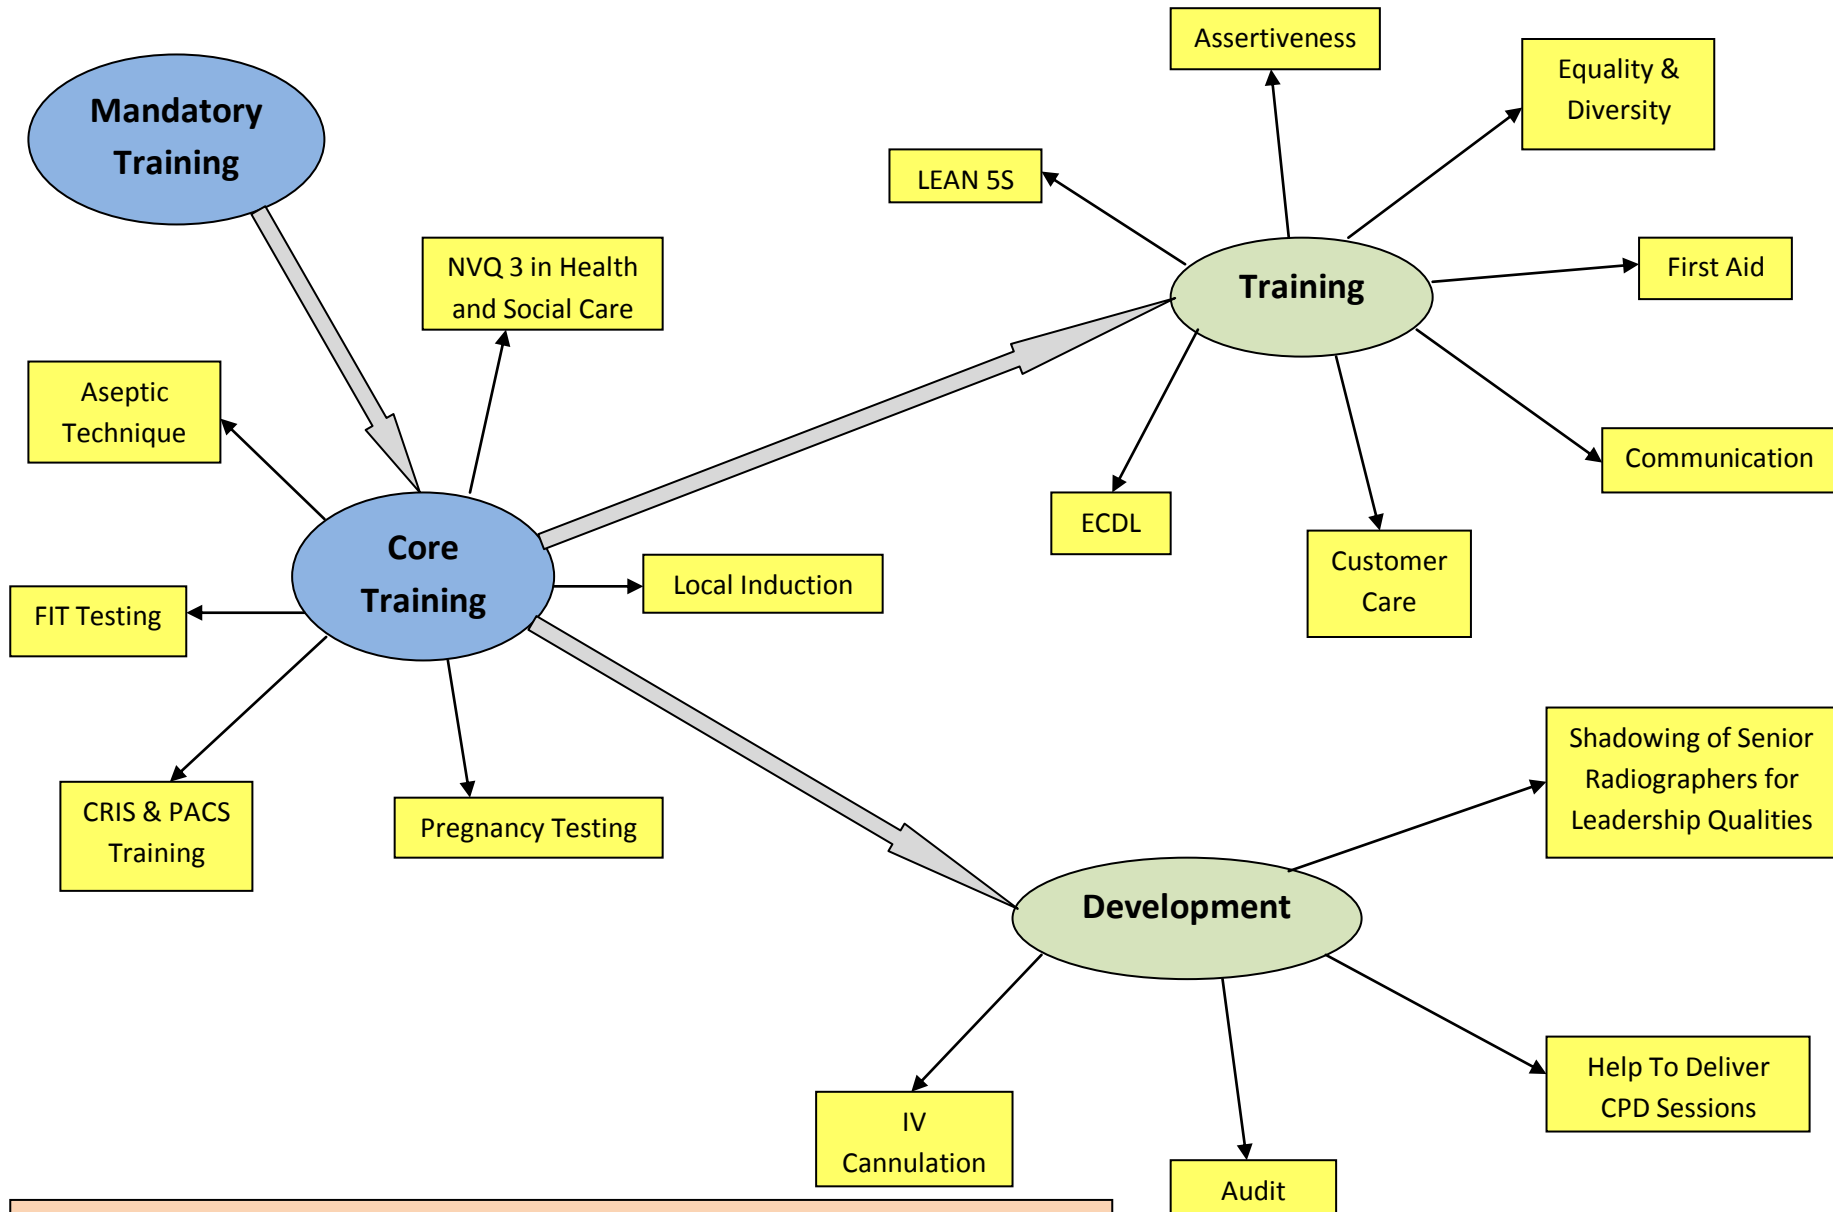 Assertiveness
Equality &
Diversity
Mandatory
Training
LEAN 5S
NVQ 3 in Health
and Social Care
First Aid
Training
Aseptic
Technique
Communication
ECDL
Customer
Care
Core
Training
Local Induction
FIT Testing
Shadowing of Senior
Radiographers for
Leadership Qualities
CRIS & PACS
Training
Pregnancy Testing
Development
Help To Deliver
CPD Sessions
IV
Cannulation
Audit